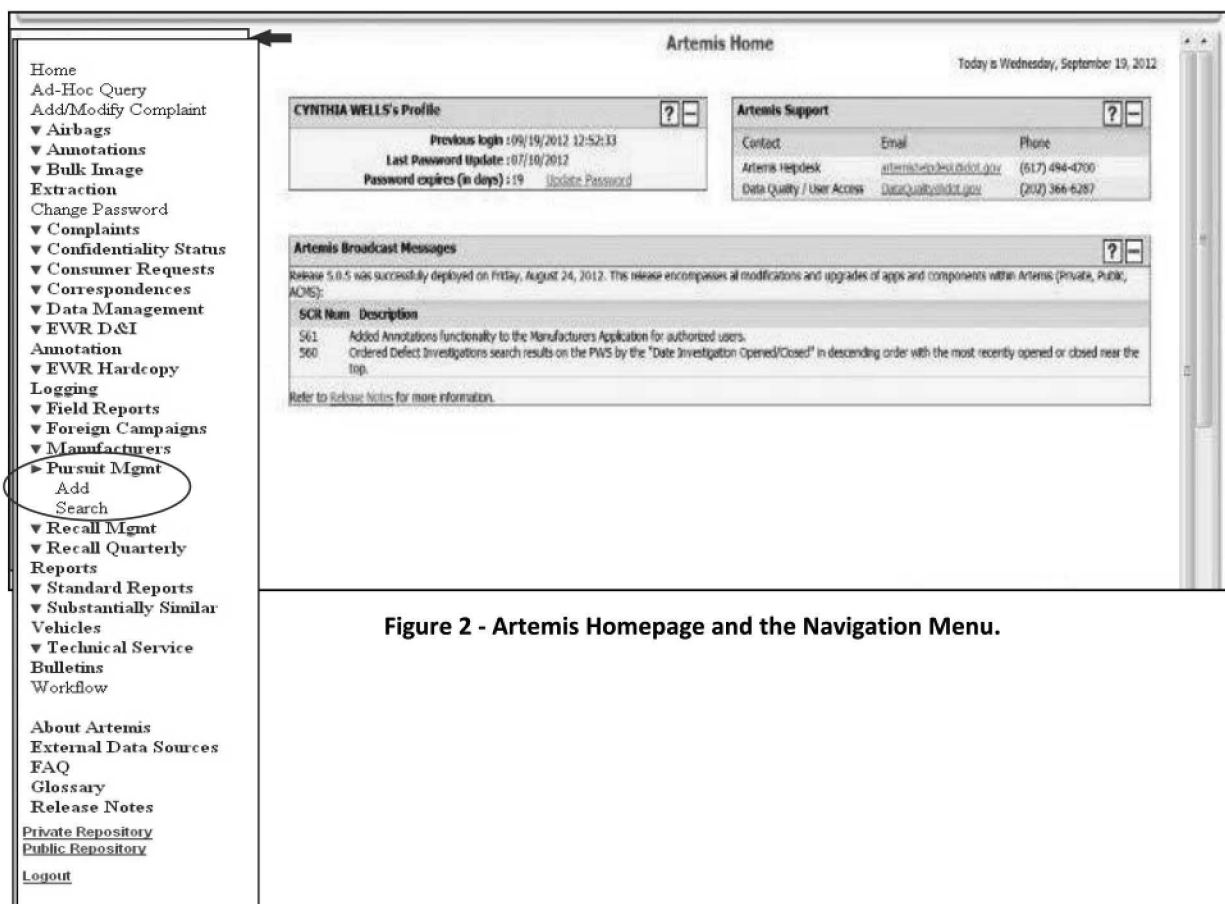 Home
Ad-Hoc Query
Add/Modify Complaint
▼ Airbags
▼ Annotations
▼ Bulk Image
Extraction
Change Password
▼ Complaints
▼ Confidentiality Status
▼ Consumer Requests
▼ Correspondences
▼ Data Management
▼ EWR D&I
Annotation
▼ EWR Hardcopy
Logging
▼ Field Reports
▼ Foreign Campaigns
▼ Manufacturers
► Pursuit Mgmt
Add
Search
▼ Recall Mgmt
▼ Recall Quarterly
Reports
▼ Standard Reports
▼ Substantially Similar
Vehicles
▼ Technical Service
Bulletins
Workflow
About Artemis
External Data Sources
FAQ
Glossary
Release Notes
Private Repository
Public Repository
Logout
Artemis Home
Today is Wednesday, September 19, 2012
CYNTHIA WELLS's Profile ? −
Previous login :09/19/2012 12:52:33
Last Password Update :07/10/2012
Password expires (in days) :19 Update Password
Artemis Support ? −
Contact Email Phone
Artemis Helpdesk artemishelpdesk@dot.gov (617) 494-4700
Data Quality / User Access DataQuality@dot.gov (202) 366-6287
Artemis Broadcast Messages ? −
Release 5.0.5 was successfully deployed on Friday, August 24, 2012. This release encompasses all modifications and upgrades of apps and components within Artemis (Private, Public,
ACMS):
SCR Num Description
561 Added Annotations functionality to the Manufacturers Application for authorized users.
560 Ordered Defect Investigations search results on the PWS by the "Date Investigation Opened/Closed" in descending order with the most recently opened or closed near the
top.
Refer to Release Notes for more information.
Figure 2 - Artemis Homepage and the Navigation Menu.